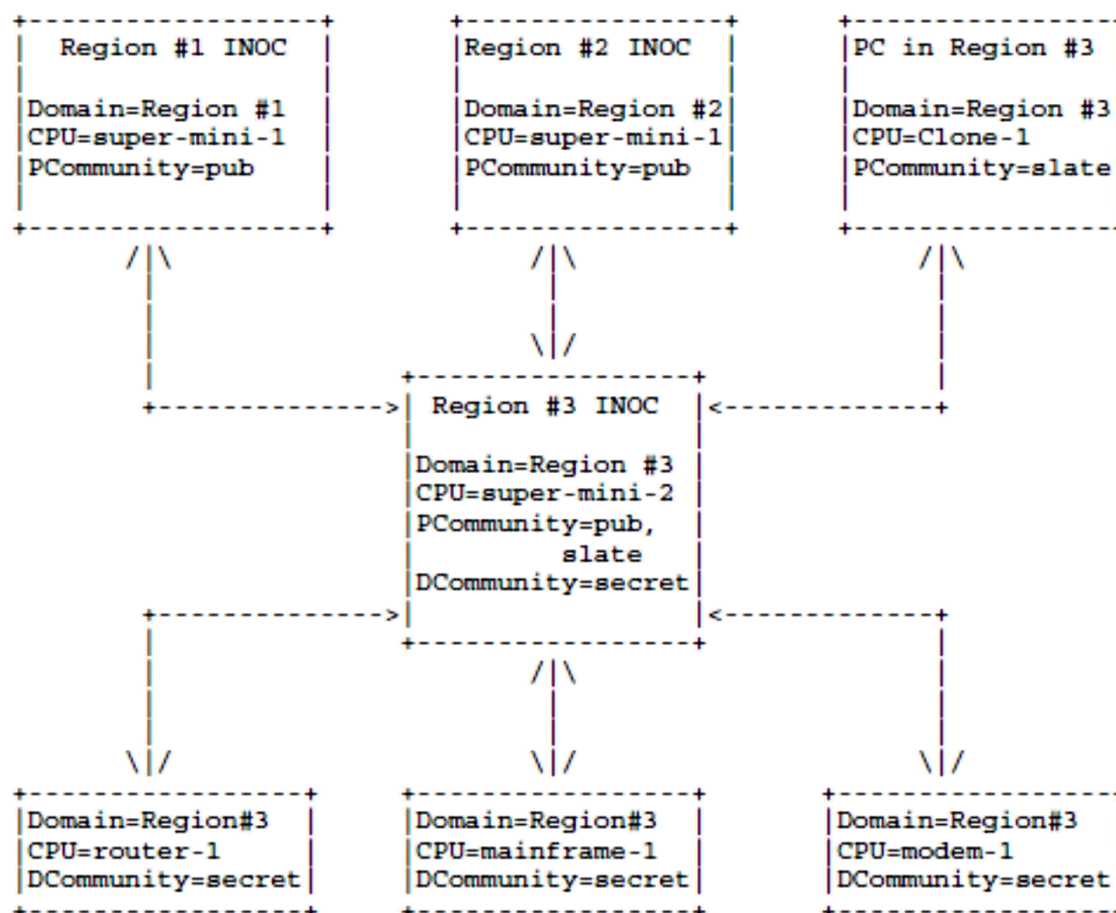 Region #1 INOC
Domain=Region #1
CPU=super-mini-1
PCommunity=pub
Region #2 INOC
Domain=Region #2
CPU=super-mini-1
PCommunity=pub
PC in Region #3
Domain=Region #3
CPU=Clone-1
PCommunity=slate
Region #3 INOC
Domain=Region #3
CPU=super-mini-2
PCommunity=pub,
slate
DCommunity=secret
Domain=Region#3
CPU=router-1
DCommunity=secret
Domain=Region#3
CPU=mainframe-1
DCommunity=secret
Domain=Region#3
CPU=modem-1
DCommunity=secret